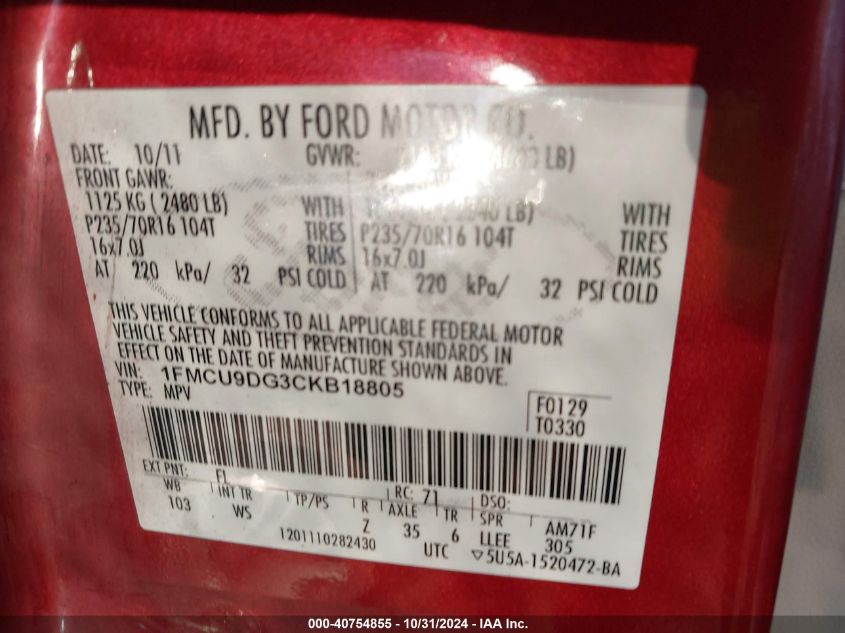 MFD. BY FORD MOTOR CO.
DATE: 10/11 GVWR: LB)
FRONT GAWR:
1125 KG ( 2480 LB) WITH LB) WITH
P235/70R16 104T TIRES P235/70R16 104T TIRES
16x7.0J RIMS 16x7.0J RIMS
AT 220 kPa/ 32 PSI COLD AT 220 kPa/ 32 PSI COLD
THIS VEHICLE CONFORMS TO ALL APPLICABLE FEDERAL MOTOR
VEHICLE SAFETY AND THEFT PREVENTION STANDARDS IN
EFFECT ON THE DATE OF MANUFACTURE SHOWN ABOVE.
VIN: 1FMCU9DG3CKB18805
TYPE: MPV
F0129
T0330
EXT PNT: FL RC: 71 DSO:
WB INT TR TP/PS R AXLE TR SPR AM71F
103 WS Z 35 6 LLEE 305
1201110282430 UTC ▽5U5A-1520472-BA
000-40754855 - 10/31/2024 - IAA Inc.